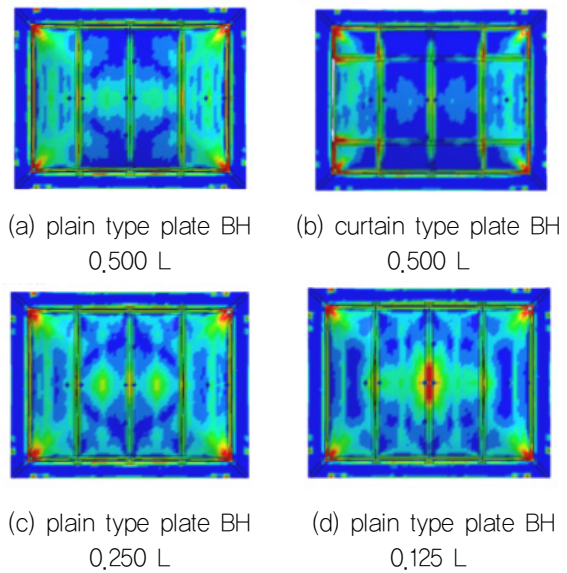 (a) plain type plate BH
0.500 L
(b) curtain type plate BH
0.500 L
(c) plain type plate BH
0.250 L
(d) plain type plate BH
0.125 L